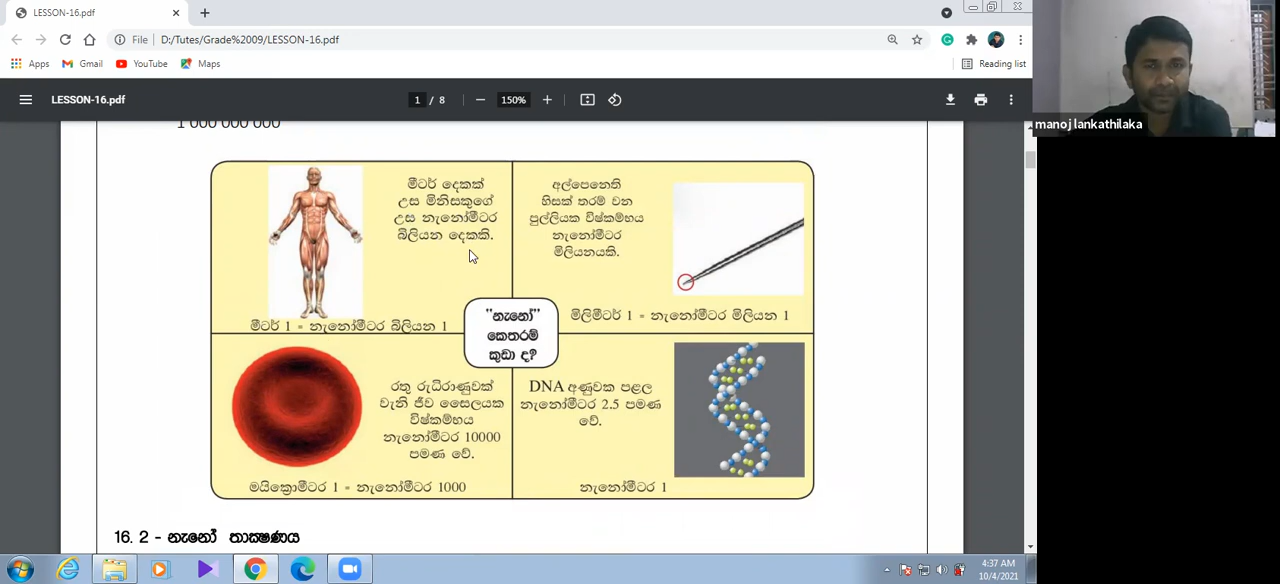 LESSON-16.pdf
File D:/Tutes/Grade%2009/LESSON-16.pdf
Apps Gmail YouTube Maps Reading list
LESSON-16.pdf 1 / 8 150%
manoj lankathilaka
1 000 000 000
මීටර් දෙකක්
උස මිනිසකුගේ
උස නැනෝමීටර
බිලියන දෙකකි.
මීටර් 1 = නැනෝමීටර බිලියන 1
අල්පෙනෙති
හිසක් තරම් වන
පුල්ලියක විෂ්කම්භය
නැනෝමීටර
මිලියනයකි.
මිලිමීටර් 1 = නැනෝමීටර මිලියන 1
"නැනෝ"
කෙතරම්
කුඩා ද?
රතු රුධිරාණුවක්
වැනි ජීව සෛලයක
විෂ්කම්භය
නැනෝමීටර 10000
පමණ වේ.
මයික්‍රොමීටර 1 = නැනෝමීටර 1000
DNA අණුවක පළල
නැනෝමීටර 2.5 පමණ
වේ.
නැනෝමීටර 1
16. 2 - නැනෝ තාක්ෂණය
4:37 AM
10/4/2021